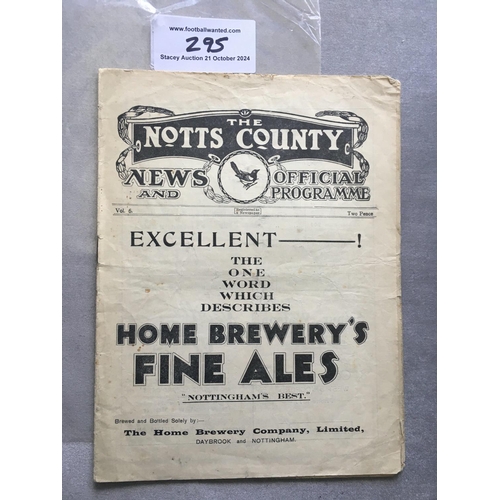 www.footballwanted.com
295
Stacey Auction 21 October 2024
THE
NOTTS COUNTY
NEWS AND OFFICIAL PROGRAMME
Vol. 6. Two Pence
EXCELLENT———!
THE
ONE
WORD
WHICH
DESCRIBES
HOME BREWERY'S
FINE ALES
"NOTTINGHAM'S BEST."
Brewed and Bottled Solely by:—
The Home Brewery Company, Limited,
DAYBROOK and NOTTINGHAM.